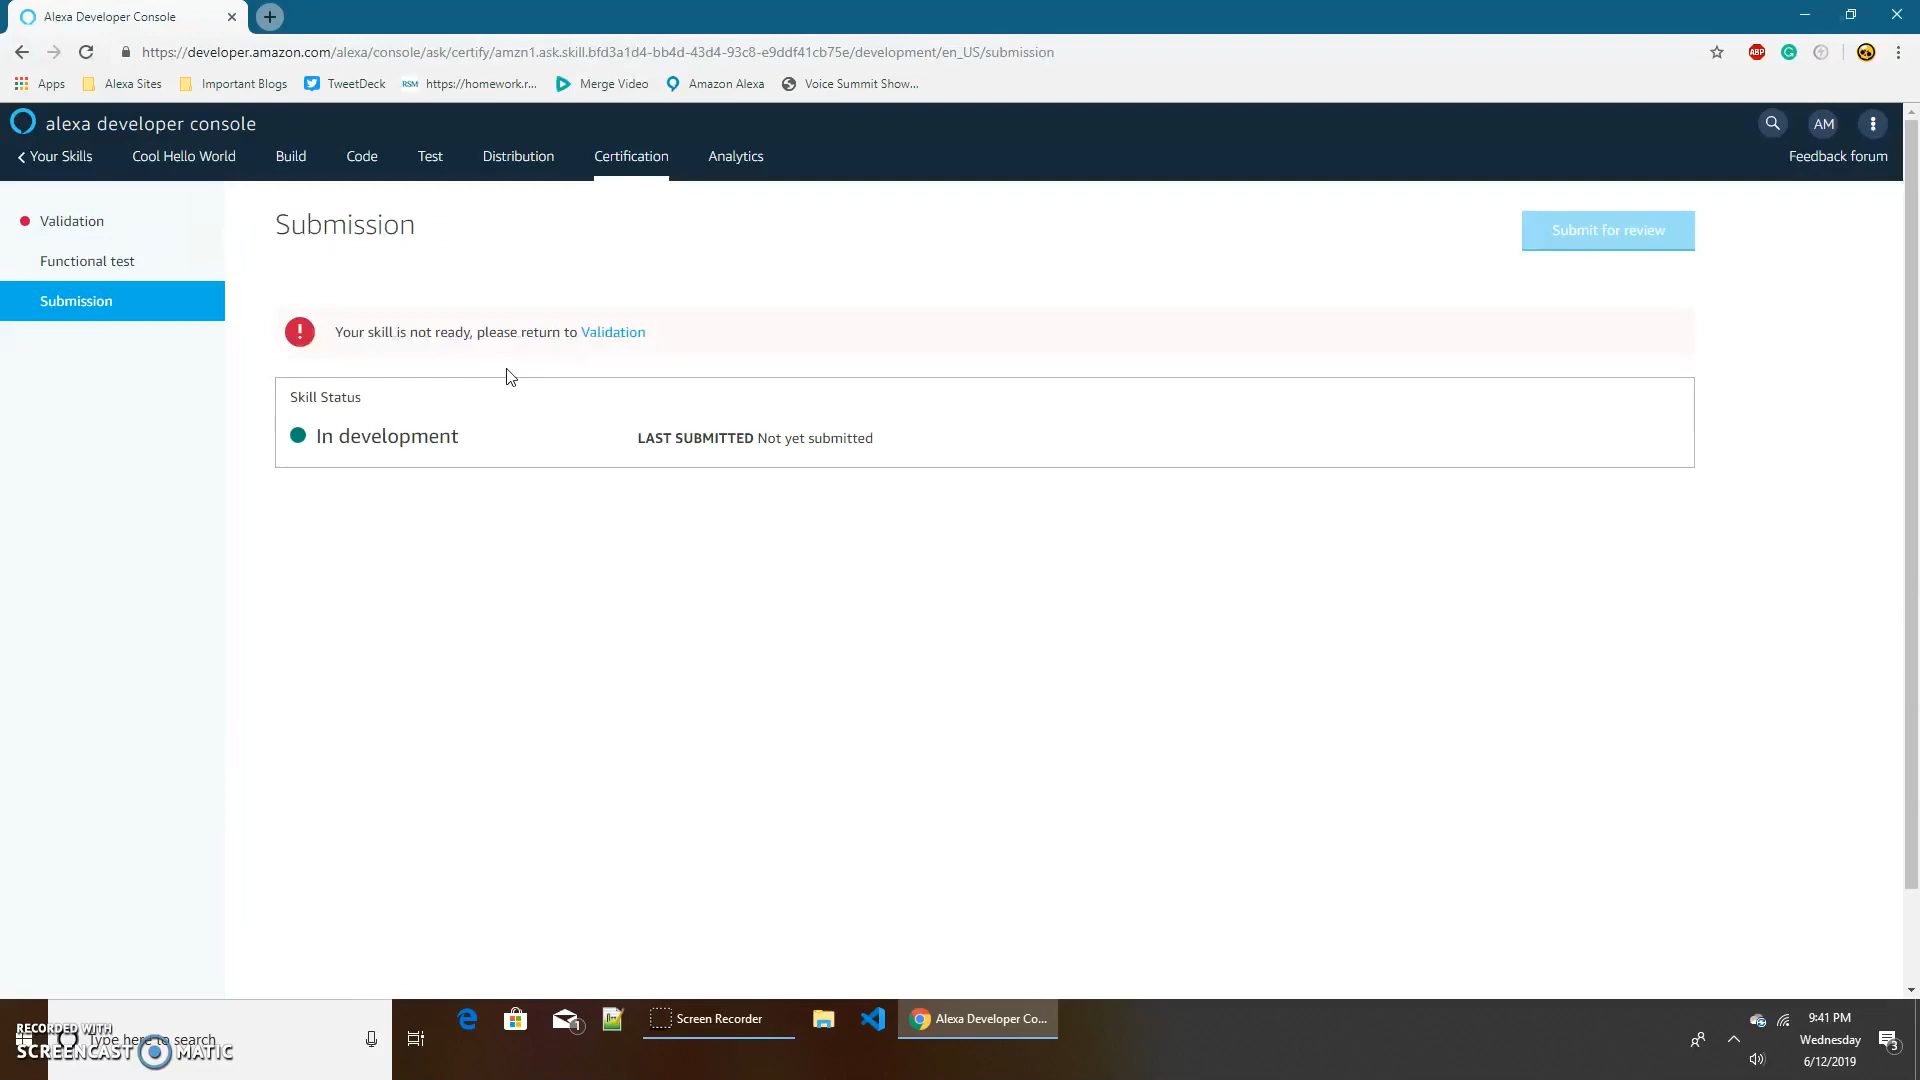 Alexa Developer Console
https://developer.amazon.com/alexa/console/ask/certify/amzn1.ask.skill.bfd3a1d4-bb4d-43d4-93c8-e9ddf41cb75e/development/en_US/submission
ABP
Apps Alexa Sites Important Blogs TweetDeck RSM https://homework.r... Merge Video Amazon Alexa Voice Summit Show...
alexa developer console
AM
Your Skills Cool Hello World Build Code Test Distribution Certification Analytics Feedback forum
Validation
Functional test
Submission
Submission
Submit for review
Your skill is not ready, please return to Validation
Skill Status
In development
LAST SUBMITTED Not yet submitted
RECORDED WITH
SCREENCAST MATIC
Type here to search
1
Screen Recorder
Alexa Developer Co...
9:41 PM
Wednesday
6/12/2019
3